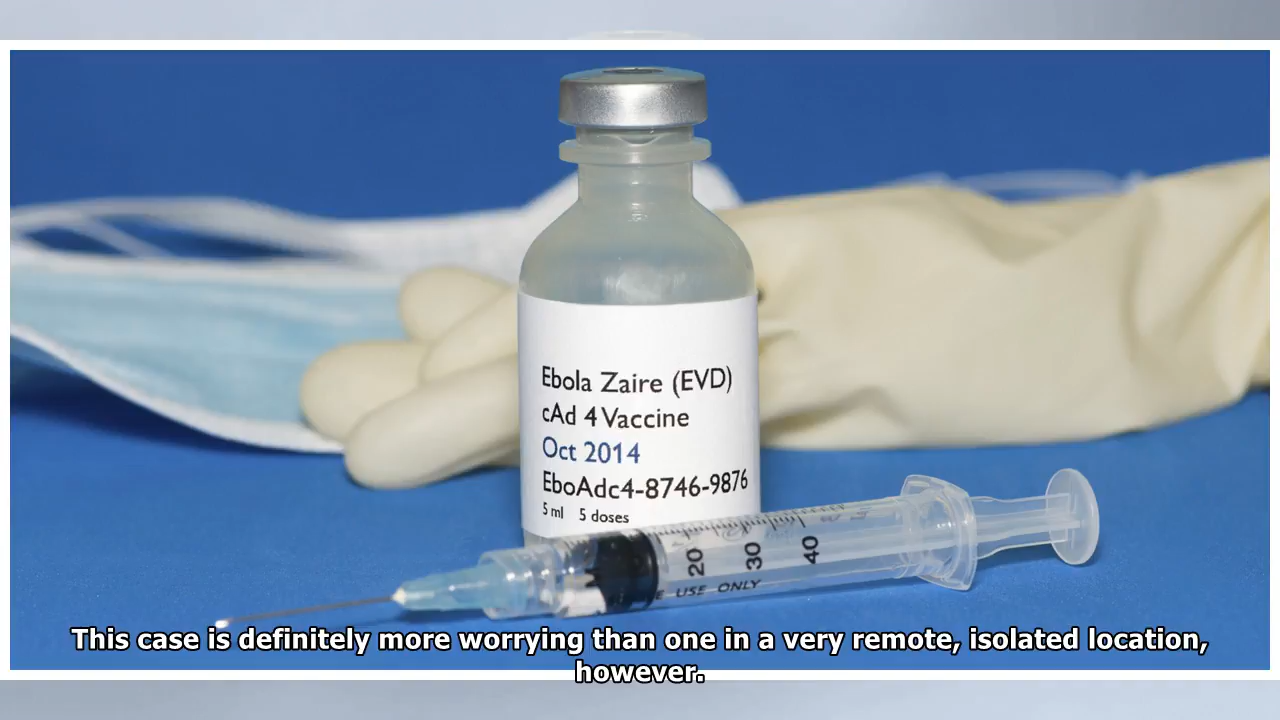 Ebola Zaire (EVD)
cAd 4 Vaccine
Oct 2014
EboAdc4-8746-9876
5 ml 5 doses
20 30 40
USE ONLY
This case is definitely more worrying than one in a very remote, isolated location,
however.